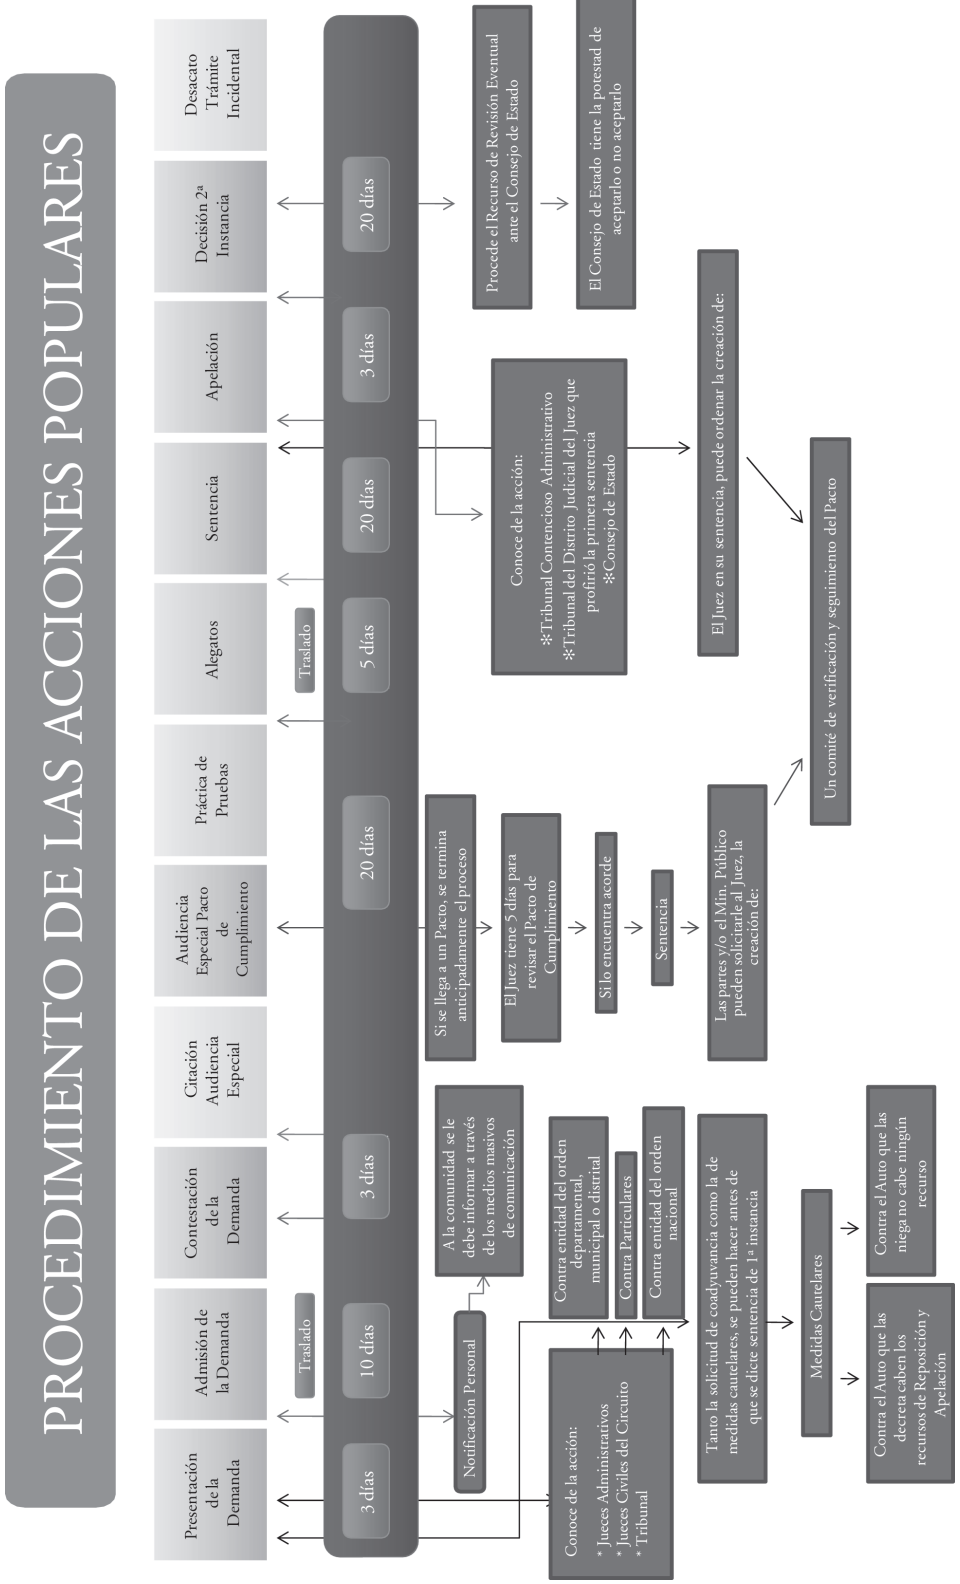 PROCEDIMIENTO DE LAS ACCIONES POPULARES
Presentación
de la
Demanda
Admisión de
la Demanda
Contestación
de la
Demanda
Citación
Audiencia
Especial
Audiencia
Especial Pacto
de
Cumplimiento
Práctica de
Pruebas
Alegatos
Sentencia
Apelación
Decisión 2ª
Instancia
Desacato
Trámite
Incidental
Traslado
Traslado
3 días
10 días
3 días
20 días
5 días
20 días
3 días
20 días
Notificación Personal
A la comunidad se le
debe informar a través
de los medios masivos
de comunicación
Conoce de la acción:
* Jueces Administrativos
* Jueces Civiles del Circuito
* Tribunal
Contra entidad del orden
departamental,
municipal o distrital
Contra Particulares
Contra entidad del orden
nacional
Tanto la solicitud de coadyuvancia como la de
medidas cautelares, se pueden hacer antes de
que se dicte sentencia de 1ª instancia
Medidas Cautelares
Contra el Auto que las
decreta caben los
recursos de Reposición y
Apelación
Contra el Auto que las
niega no cabe ningún
recurso
Si se llega a un Pacto, se termina
anticipadamente el proceso
El Juez tiene 5 días para
revisar el Pacto de
Cumplimiento
Si lo encuentra acorde
Sentencia
Las partes y/o el Min. Público
pueden solicitarle al Juez, la
creación de:
Conoce de la acción:
*Tribunal Contencioso Administrativo
*Tribunal del Distrito Judicial del Juez que
profirió la primera sentencia
*Consejo de Estado
El Juez en su sentencia, puede ordenar la creación de:
Un comité de verificación y seguimiento del Pacto
Procede el Recurso de Revisión Eventual
ante el Consejo de Estado
El Consejo de Estado tiene la potestad de
aceptarlo o no aceptarlo